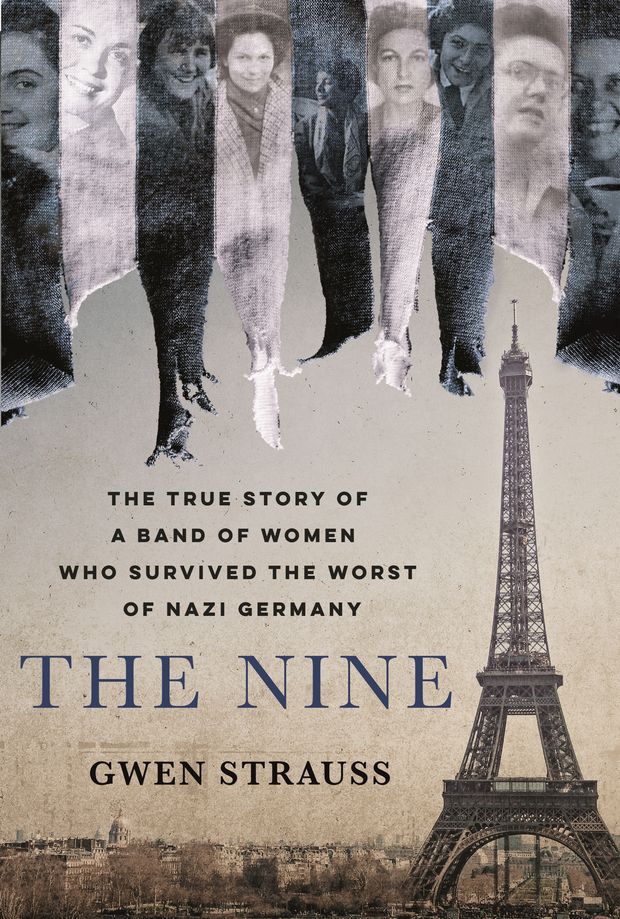 THE TRUE STORY OF
A BAND OF WOMEN
WHO SURVIVED THE WORST
OF NAZI GERMANY
THE NINE
GWEN STRAUSS